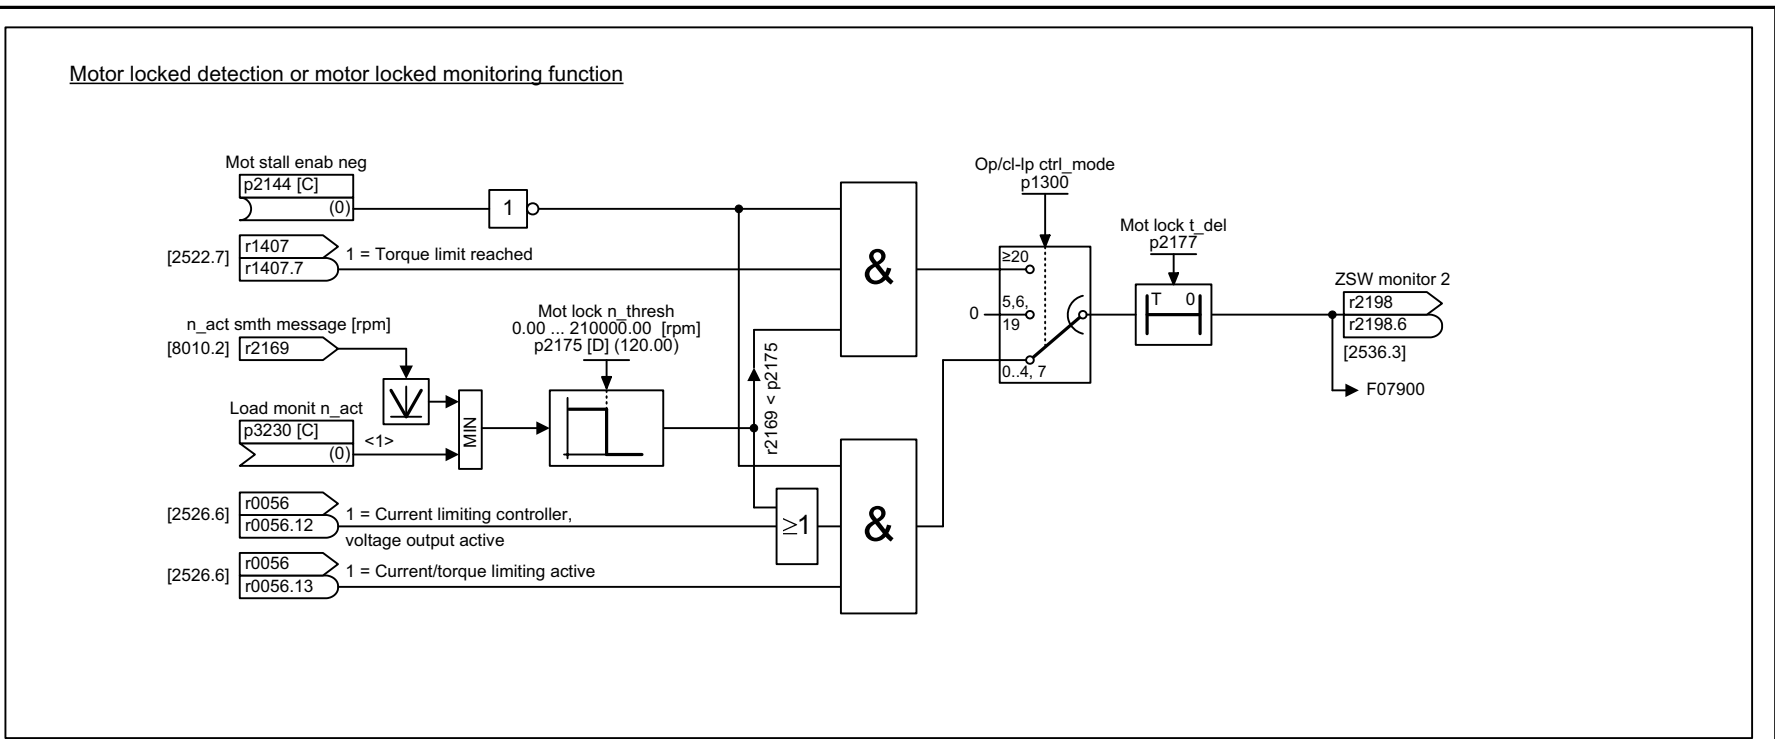 Motor locked detection or motor locked monitoring function
Mot stall enab neg
p2144 [C]
(0)
1
[2522.7]
r1407
r1407.7
1 = Torque limit reached
&
Op/cl-lp ctrl_mode
p1300
≥20
0
5,6,
19
0..4, 7
Mot lock t_del
p2177
T 0
ZSW monitor 2
r2198
r2198.6
[2536.3]
F07900
n_act smth message [rpm]
[8010.2]
r2169
Mot lock n_thresh
0.00 ... 210000.00 [rpm]
p2175 [D] (120.00)
r2169 < p2175
Load monit n_act
p3230 [C]
(0)
<1>
MIN
[2526.6]
r0056
r0056.12
1 = Current limiting controller,
voltage output active
≥1
&
[2526.6]
r0056
r0056.13
1 = Current/torque limiting active